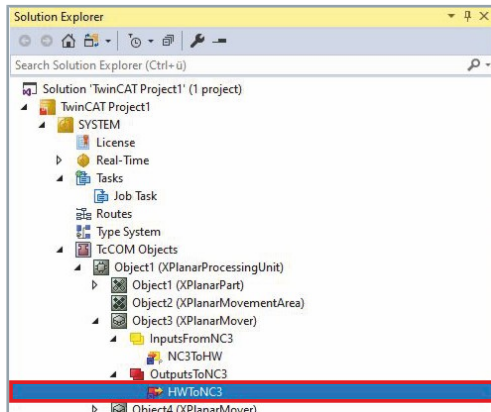 Solution Explorer
Search Solution Explorer (Ctrl+ü)
Solution 'TwinCAT Project1' (1 project)
TwinCAT Project1
SYSTEM
License
Real-Time
Tasks
Job Task
Routes
Type System
TcCOM Objects
Object1 (XPlanarProcessingUnit)
Object1 (XPlanarPart)
Object2 (XPlanarMovementArea)
Object3 (XPlanarMover)
InputsFromNC3
NC3ToHW
OutputsToNC3
HWToNC3
Object4 (XPlanarMover)